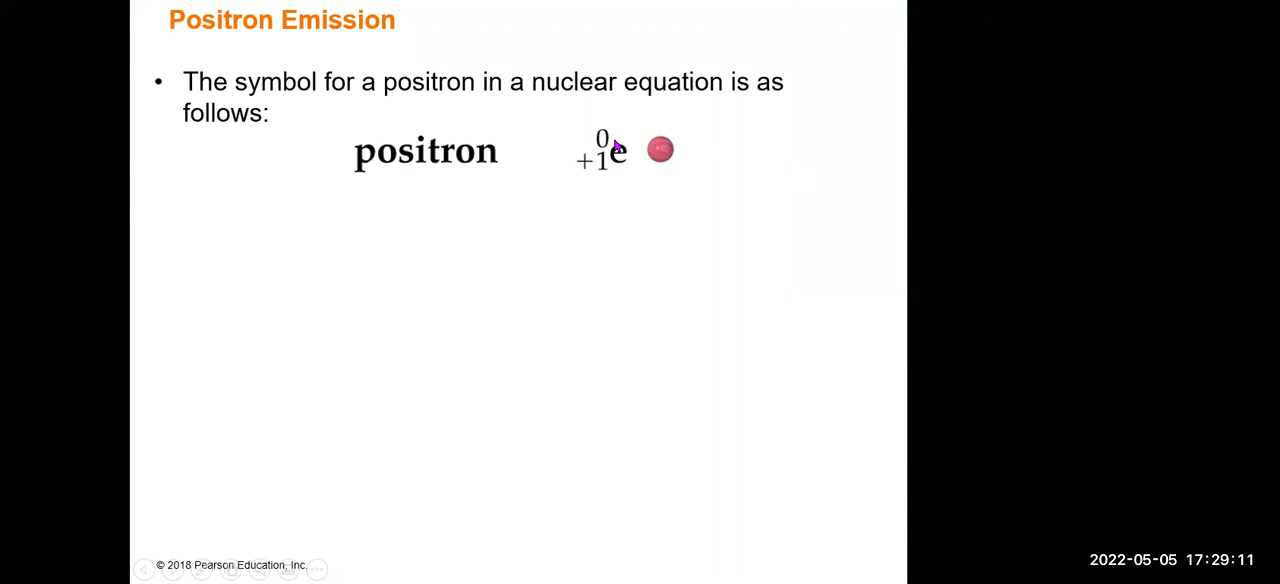 Positron Emission
• The symbol for a positron in a nuclear equation is as
follows:
positron 0 +1 e
© 2018 Pearson Education, Inc.
2022-05-05 17:29:11